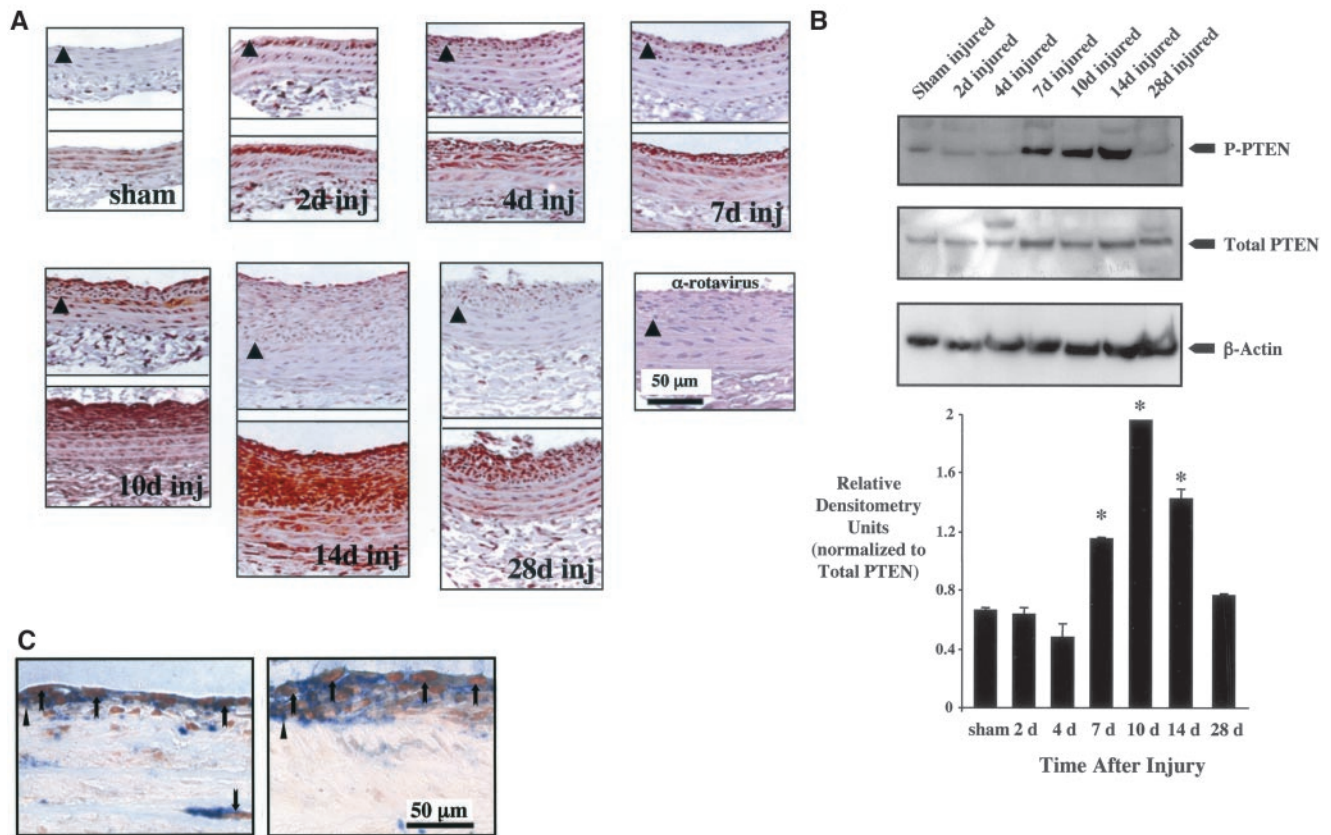 A
sham
2d inj
4d inj
7d inj
10d inj
14d inj
28d inj
α-rotavirus
50 µm
B
Sham injured
2d injured
4d injured
7d injured
10d injured
14d injured
28d injured
P-PTEN
Total PTEN
β-Actin
2
1.6
1.2
0.8
0.4
0
Relative
Densitometry
Units
(normalized to
Total PTEN)
*
*
*
sham 2 d 4 d 7 d 10 d 14 d 28 d
Time After Injury
C
50 µm